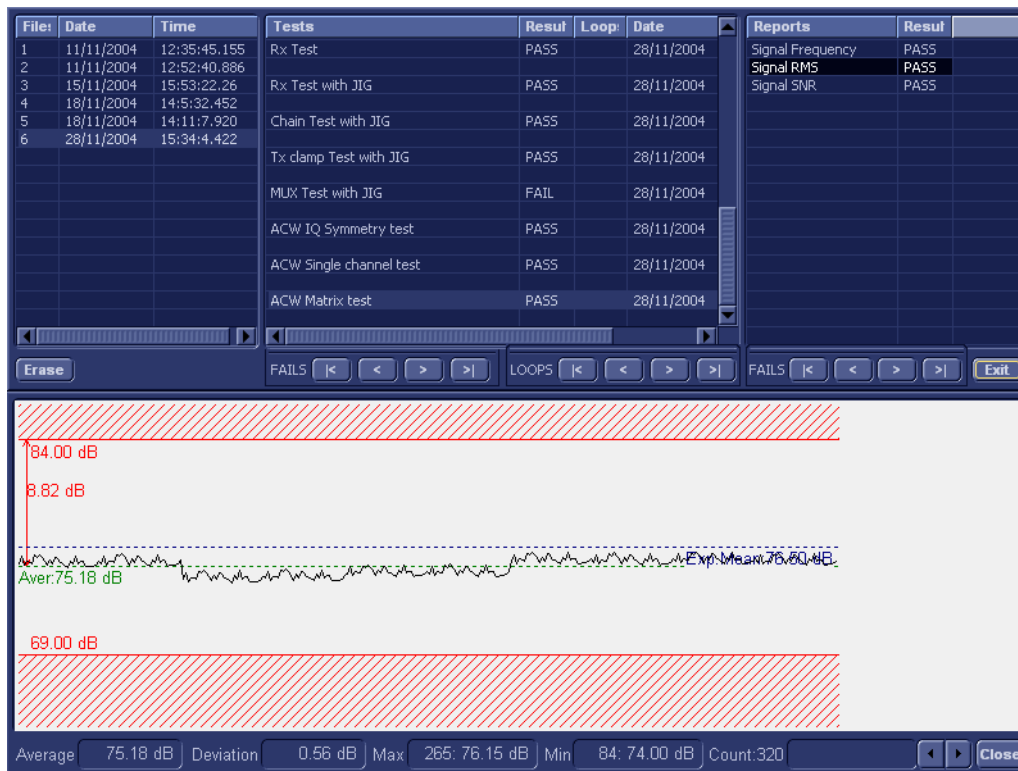 File: Date Time
1 11/11/2004 12:35:45.155
2 11/11/2004 12:52:40.886
3 15/11/2004 15:53:22.26
4 18/11/2004 14:5:32.452
5 18/11/2004 14:11:7.920
6 28/11/2004 15:34:4.422
Erase
Tests Resul Loop: Date
Rx Test PASS 28/11/2004
Rx Test with JIG PASS 28/11/2004
Chain Test with JIG PASS 28/11/2004
Tx clamp Test with JIG PASS 28/11/2004
MUX Test with JIG FAIL 28/11/2004
ACW IQ Symmetry test PASS 28/11/2004
ACW Single channel test PASS 28/11/2004
ACW Matrix test PASS 28/11/2004
FAILS |< < > >| LOOPS |< < > >|
Reports Resul
Signal Frequency PASS
Signal RMS PASS
Signal SNR PASS
FAILS |< < > >| Exit
84.00 dB
8.82 dB
Exp.Mean:76.50 dB
Aver:75.18 dB
69.00 dB
Average 75.18 dB Deviation 0.56 dB Max 265: 76.15 dB Min 84: 74.00 dB Count:320 Close